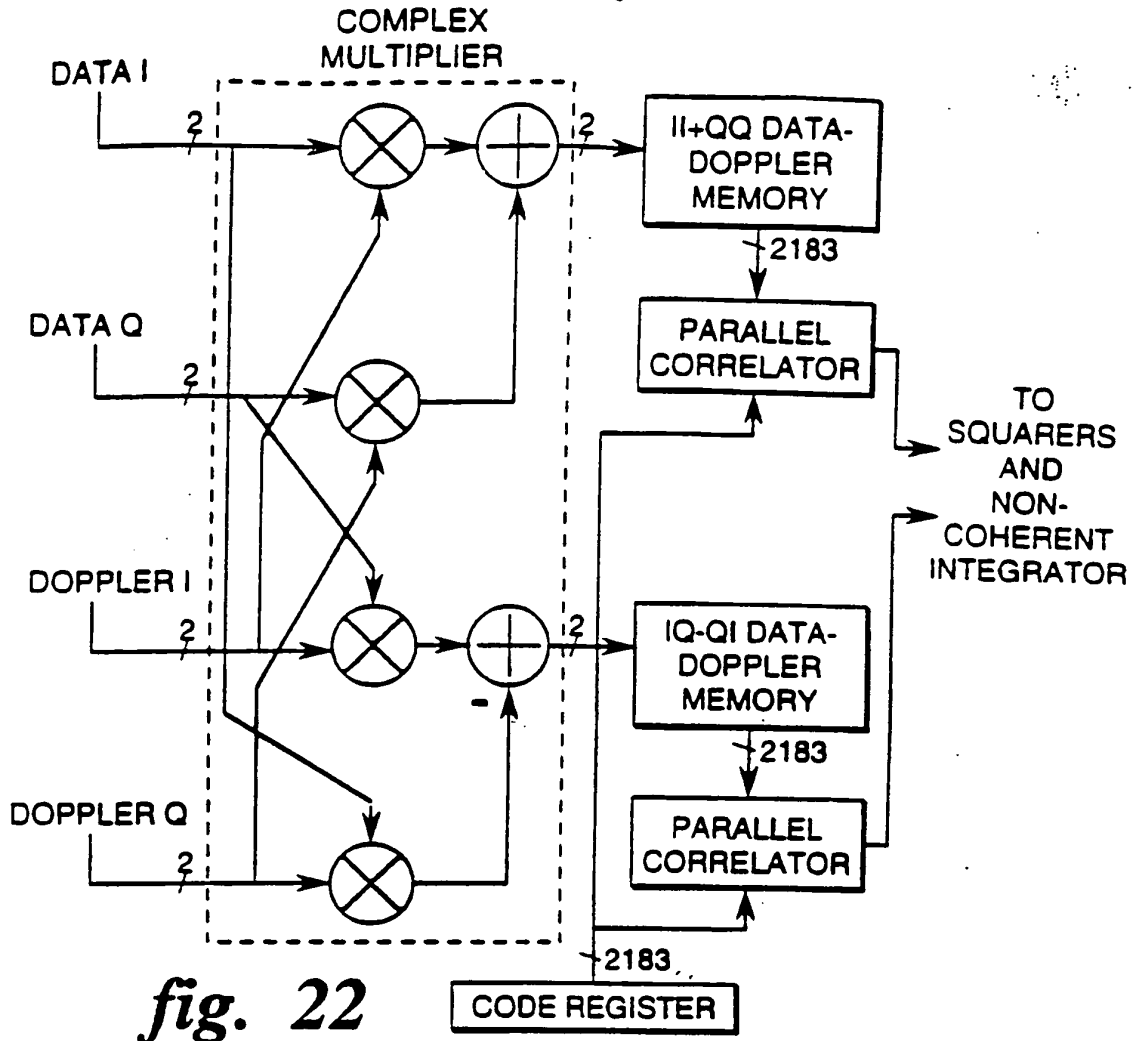 COMPLEX
MULTIPLIER
DATA I
2
2
II+QQ DATA-
DOPPLER
MEMORY
2183
DATA Q
2
PARALLEL
CORRELATOR
TO
SQUARERS
AND
NON-
COHERENT
INTEGRATOR
DOPPLER I
2
2
IQ-QI DATA-
DOPPLER
MEMORY
-
2183
DOPPLER Q
2
PARALLEL
CORRELATOR
2183
CODE REGISTER
fig. 22